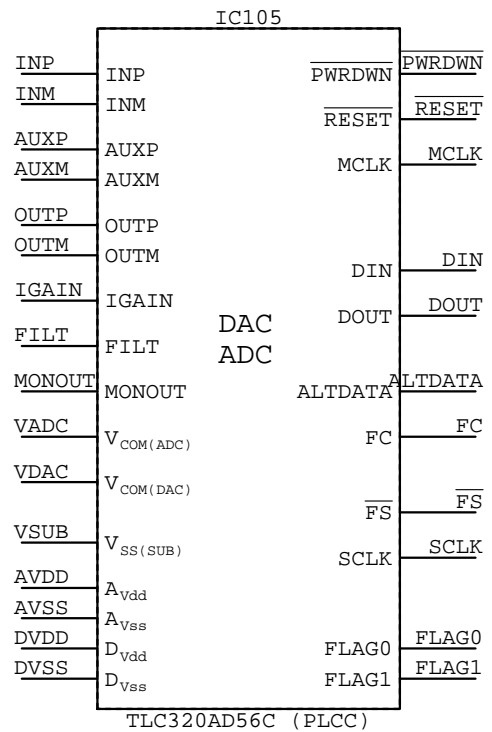 IC105
INP INP PWRDWN PWRDWN
INM INM RESET RESET
AUXP AUXP
AUXM AUXM MCLK MCLK
OUTP OUTP
OUTM OUTM DIN DIN
IGAIN IGAIN DOUT DOUT
DAC
FILT FILT
ADC
MONOUT MONOUT ALTDATA ALTDATA
VADC VCOM(ADC) FC FC
VDAC VCOM(DAC)
FS FS
VSUB VSS(SUB) SCLK SCLK
AVDD AVdd
AVSS AVss
DVDD DVdd FLAG0 FLAG0
DVSS DVss FLAG1 FLAG1
TLC320AD56C (PLCC)